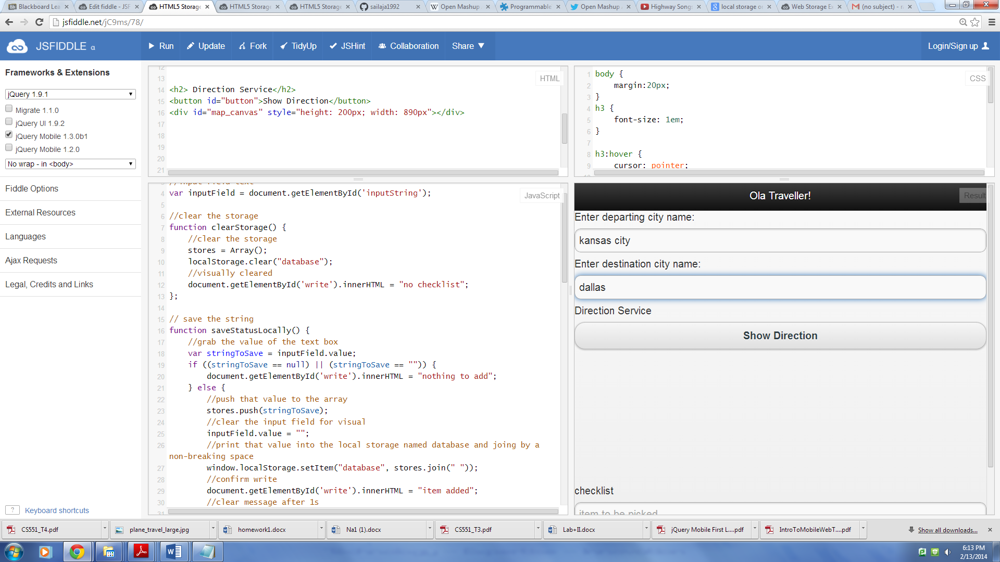 Blackboard Lea
Edit fiddle - JSF
HTML5 Storag
HTML5 Storag
HTML5 Storag
sailaja1992
Open Mashup
Programmable
Open Mashup
Highway Song
local storage o
Web Storage E
(no subject) - r
jsfiddle.net/jC9ms/78/
JSFIDDLE α
Run
Update
Fork
TidyUp
JSHint
Collaboration
Share
Login/Sign up
Frameworks & Extensions
jQuery 1.9.1
Migrate 1.1.0
jQuery UI 1.9.2
jQuery Mobile 1.3.0b1
jQuery Mobile 1.2.0
No wrap - in <body>
Fiddle Options
External Resources
Languages
Ajax Requests
Legal, Credits and Links
? Keyboard shortcuts
HTML
12
13
14 <h2> Direction Service</h2>
15 <button id="button">Show Direction</button>
16 <div id="map_canvas" style="height: 200px; width: 890px"></div>
17
18
19
20
21
CSS
1 body {
2 margin:20px;
3 }
4 h3 {
5 font-size: 1em;
6 }
7
8 h3:hover {
9 cursor: pointer;
JavaScript
3 //input field text
4 var inputField = document.getElementById('inputString');
5
6 //clear the storage
7 function clearStorage() {
8 //clear the storage
9 stores = Array();
10 localStorage.clear("database");
11 //visually cleared
12 document.getElementById('write').innerHTML = "no checklist";
13 };
14
15 // save the string
16 function saveStatusLocally() {
17 //grab the value of the text box
18 var stringToSave = inputField.value;
19 if ((stringToSave == null) || (stringToSave == "")) {
20 document.getElementById('write').innerHTML = "nothing to add";
21 } else {
22 //push that value to the array
23 stores.push(stringToSave);
24 //clear the input field for visual
25 inputField.value = "";
26 //print that value into the local storage named database and joing by a
non-breaking space
27 window.localStorage.setItem("database", stores.join(" "));
28 //confirm write
29 document.getElementById('write').innerHTML = "item added";
30 //clear message after 1s
31
Ola Traveller!
Result
Enter departing city name:
kansas city
Enter destination city name:
dallas
Direction Service
Show Direction
checklist
item to be picked
CS551_T4.pdf
plane_travel_large.jpg
homework1.docx
Na1 (1).docx
CS551_T3.pdf
Lab+II.docx
jQuery Mobile First L....pdf
IntroToMobileWebT....pdf
Show all downloads...
6:13 PM
2/13/2014